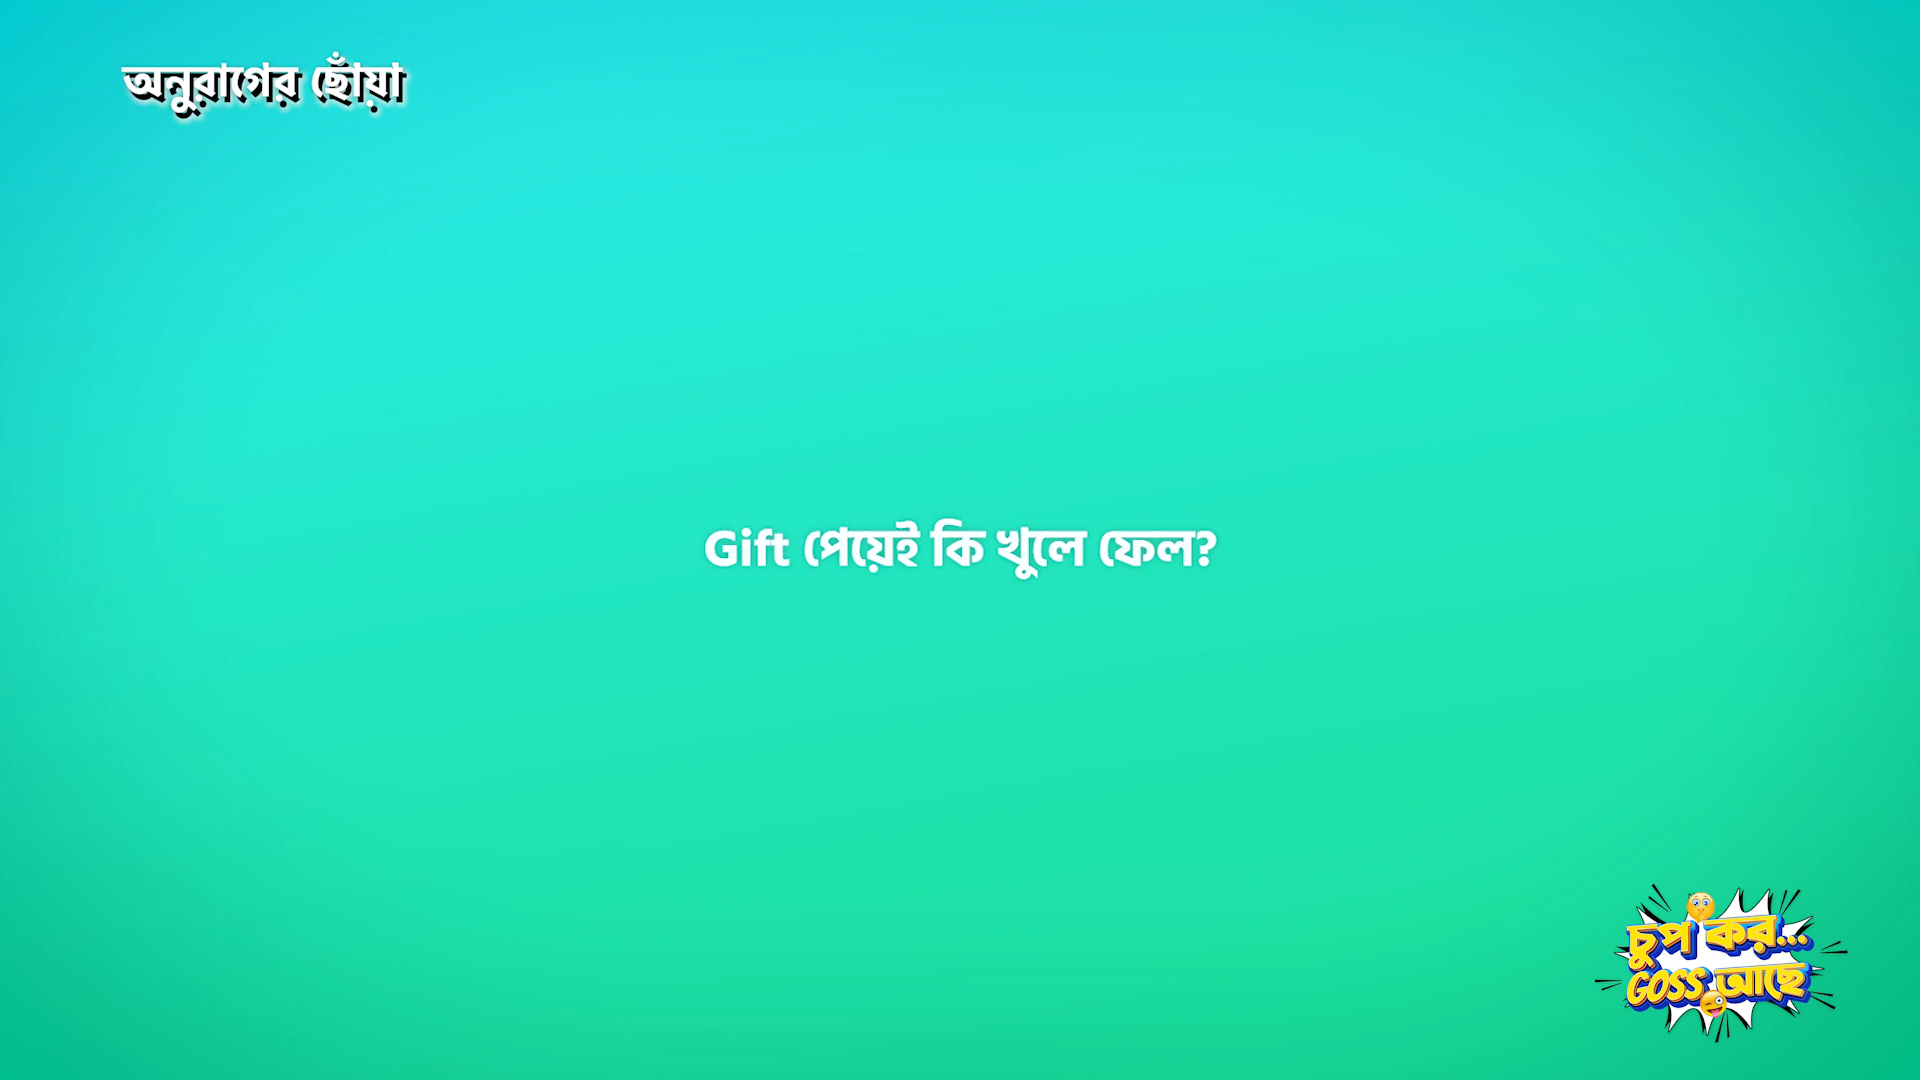 অনুরাগের ছোঁয়া
Gift পেয়েই কি খুলে ফেল?
চুপ কর...
GOSS আছে